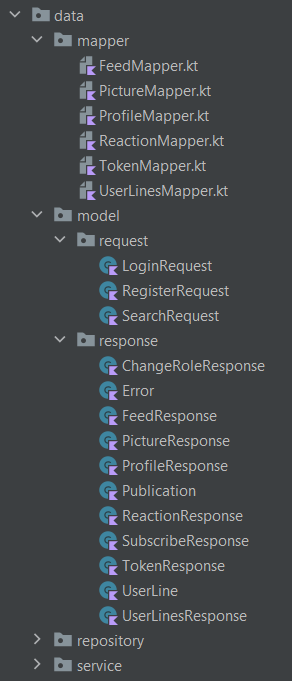 data
mapper
FeedMapper.kt
PictureMapper.kt
ProfileMapper.kt
ReactionMapper.kt
TokenMapper.kt
UserLinesMapper.kt
model
request
LoginRequest
RegisterRequest
SearchRequest
response
ChangeRoleResponse
Error
FeedResponse
PictureResponse
ProfileResponse
Publication
ReactionResponse
SubscribeResponse
TokenResponse
UserLine
UserLinesResponse
repository
service